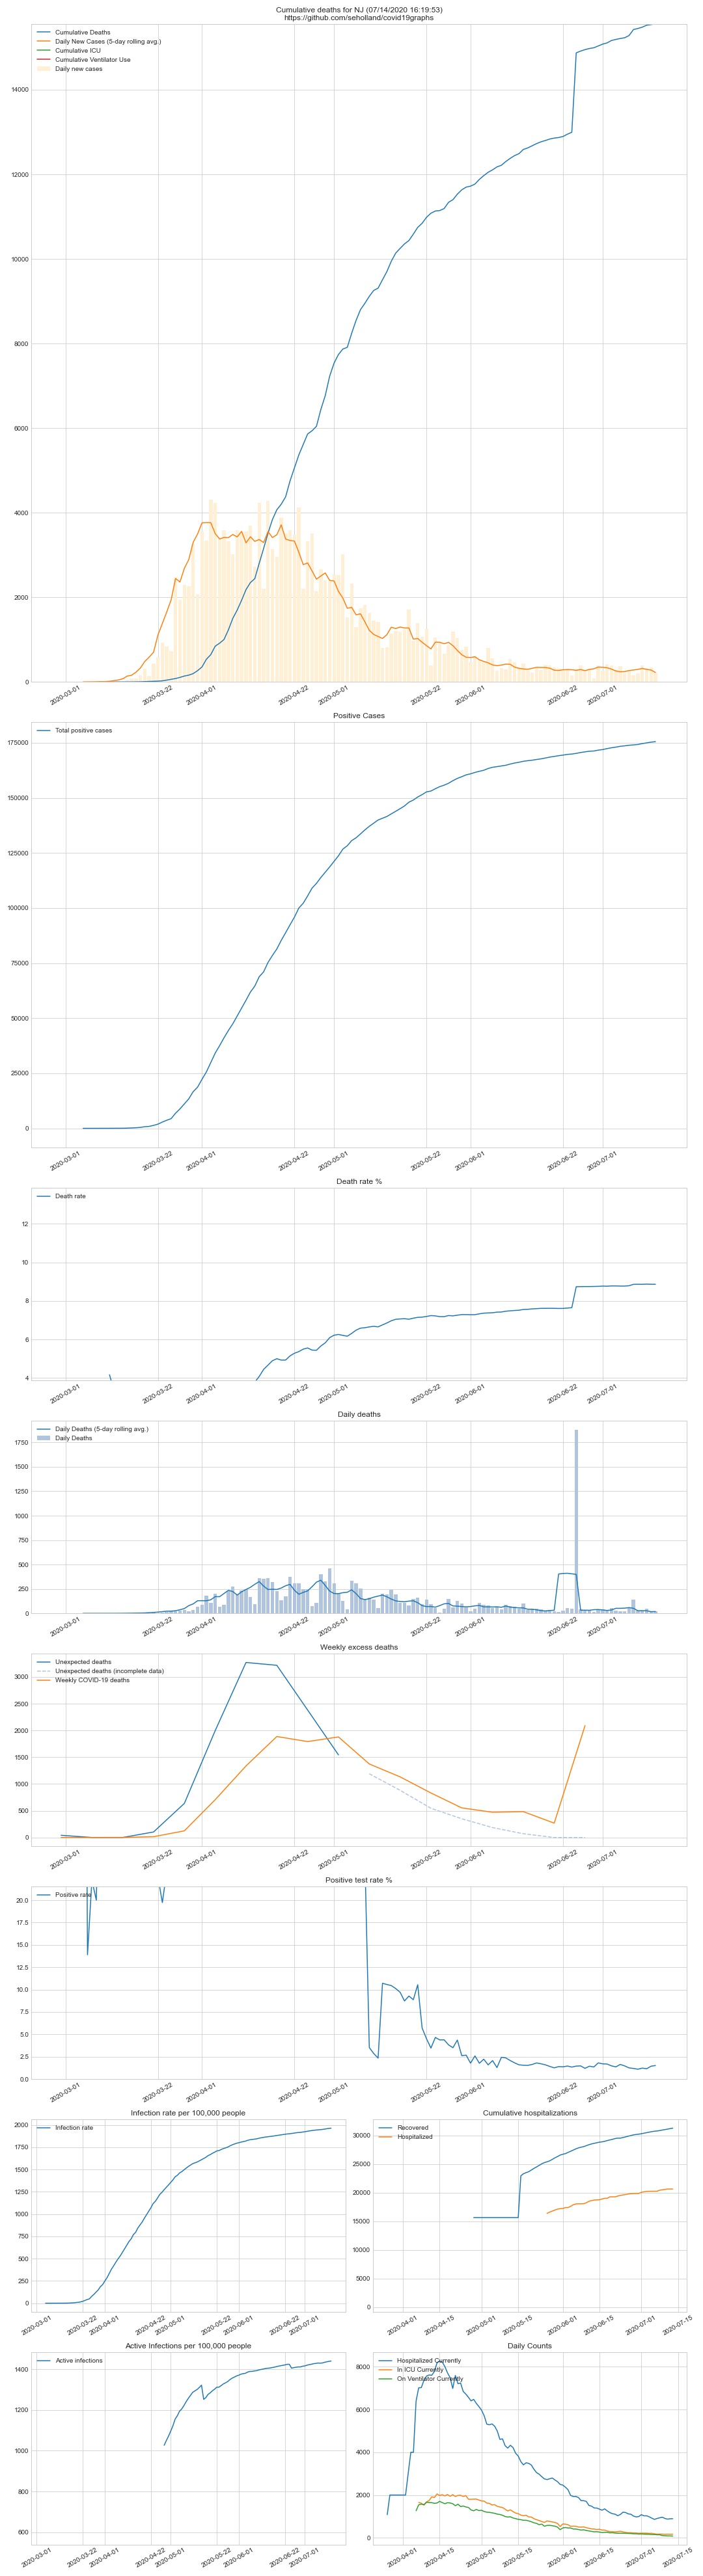 Cumulative deaths for NJ (07/14/2020 16:19:53)
https://github.com/seholland/covid19graphs
Cumulative Deaths
Daily New Cases (5-day rolling avg.)
Cumulative ICU
Cumulative Ventilator Use
Daily new cases
14000
12000
10000
8000
6000
4000
2000
0
2020-03-01 2020-03-22 2020-04-01 2020-04-22 2020-05-01 2020-05-22 2020-06-01 2020-06-22 2020-07-01
Positive Cases
Total positive cases
175000
150000
125000
100000
75000
50000
25000
0
2020-03-01 2020-03-22 2020-04-01 2020-04-22 2020-05-01 2020-05-22 2020-06-01 2020-06-22 2020-07-01
Death rate %
Death rate
12
10
8
6
4
2020-03-01 2020-03-22 2020-04-01 2020-04-22 2020-05-01 2020-05-22 2020-06-01 2020-06-22 2020-07-01
Daily deaths
Daily Deaths (5-day rolling avg.)
Daily Deaths
1750
1500
1250
1000
750
500
250
0
2020-03-01 2020-03-22 2020-04-01 2020-04-22 2020-05-01 2020-05-22 2020-06-01 2020-06-22 2020-07-01
Weekly excess deaths
Unexpected deaths
Unexpected deaths (incomplete data)
Weekly COVID-19 deaths
3000
2500
2000
1500
1000
500
0
2020-03-01 2020-03-22 2020-04-01 2020-04-22 2020-05-01 2020-05-22 2020-06-01 2020-06-22 2020-07-01
Positive test rate %
Positive rate
20.0
17.5
15.0
12.5
10.0
7.5
5.0
2.5
0.0
2020-03-01 2020-03-22 2020-04-01 2020-04-22 2020-05-01 2020-05-22 2020-06-01 2020-06-22 2020-07-01
Infection rate per 100,000 people
Infection rate
2000
1750
1500
1250
1000
750
500
250
0
2020-03-01 2020-03-22 2020-04-01 2020-04-22 2020-05-01 2020-05-22 2020-06-01 2020-06-22 2020-07-01
Cumulative hospitalizations
Recovered
Hospitalized
30000
25000
20000
15000
10000
5000
0
2020-04-01 2020-04-15 2020-05-01 2020-05-15 2020-06-01 2020-06-15 2020-07-01 2020-07-15
Active Infections per 100,000 people
Active infections
1400
1200
1000
800
600
2020-03-01 2020-03-22 2020-04-01 2020-04-22 2020-05-01 2020-05-22 2020-06-01 2020-06-22 2020-07-01
Daily Counts
Hospitalized Currently
In ICU Currently
On Ventilator Currently
8000
6000
4000
2000
0
2020-04-01 2020-04-15 2020-05-01 2020-05-15 2020-06-01 2020-06-15 2020-07-01 2020-07-15